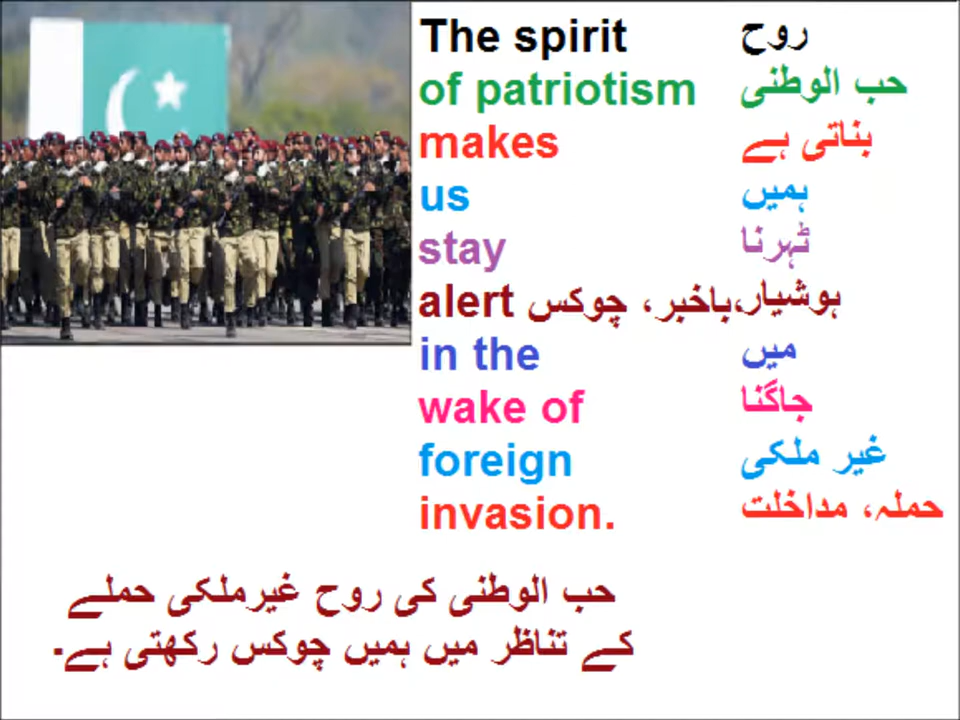 The spirit روح
of patriotism حب الوطنی
makes بناتی ہے
us ہمیں
stay ٹہرنا
alert ہوشیار،باخبر، چوکس
in the میں
wake of جاگنا
foreign غیر ملکی
invasion. حملہ، مداخلت
حب الوطنی کی روح غیرملکی حملے
کے تناظر میں ہمیں چوکس رکھتی ہے۔